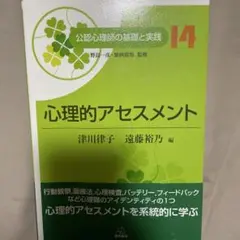 公認心理師の基礎と実践 14
野島一彦・繁桝算男 監修
心理的アセスメント
津川律子 遠藤裕乃 編
行動観察、面接法、心理検査、バッテリー、フィードバック
など心理職のアイデンティティの1つ
心理的アセスメントを系統的に学ぶ